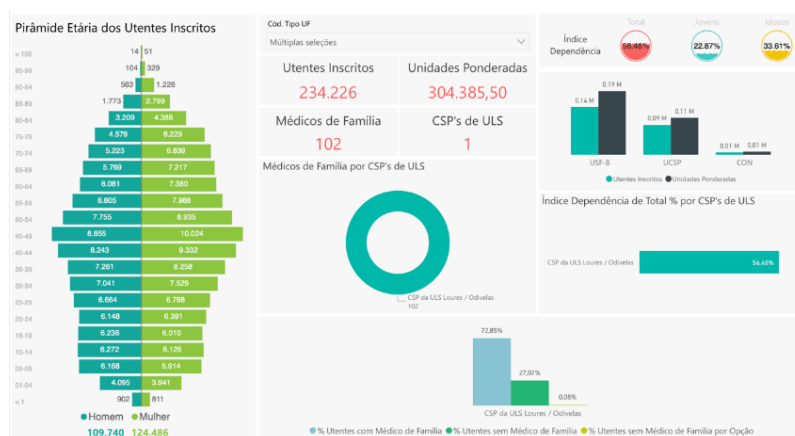 Pirâmide Etária dos Utentes Inscritos
> 100 14 51
95-99 104 329
90-94 563 1.226
85-89 1.773 2.799
80-84 3.209 4.386
75-79 4.579 6.229
70-74 5.223 6.839
65-69 5.769 7.217
60-64 6.061 7.380
55-59 6.805 7.986
50-54 7.755 8.935
45-49 8.855 10.024
40-44 8.243 9.332
35-39 7.261 8.258
30-34 7.041 7.529
25-29 6.664 6.768
20-24 6.148 6.391
15-19 6.236 6.010
10-14 6.272 6.129
05-09 6.168 5.914
01-04 4.095 3.941
< 1 902 811
Homem Mulher
109.740 124.486
Cód. Tipo UF
Múltiplas seleções
Utentes Inscritos
234.226
Unidades Ponderadas
304.385,50
Médicos de Família
102
CSP's de ULS
1
Médicos de Família por CSP's de ULS
CSP da ULS Loures / Odivelas
102
Índice
Dependência
Total Jovens Idosos
56.48% 22.87% 33.61%
0.14 M 0.19 M
0.09 M 0.11 M
0.01 M 0.01 M
USF-B UCSP CON
Utentes Inscritos Unidades Ponderadas
Índice Dependência de Total % por CSP's de ULS
CSP da ULS Loures / Odivelas 56,48%
72,85%
27,07%
0,08%
CSP da ULS Loures / Odivelas
% Utentes com Médico de Família % Utentes sem Médico de Família % Utentes sem Médico de Família por Opção